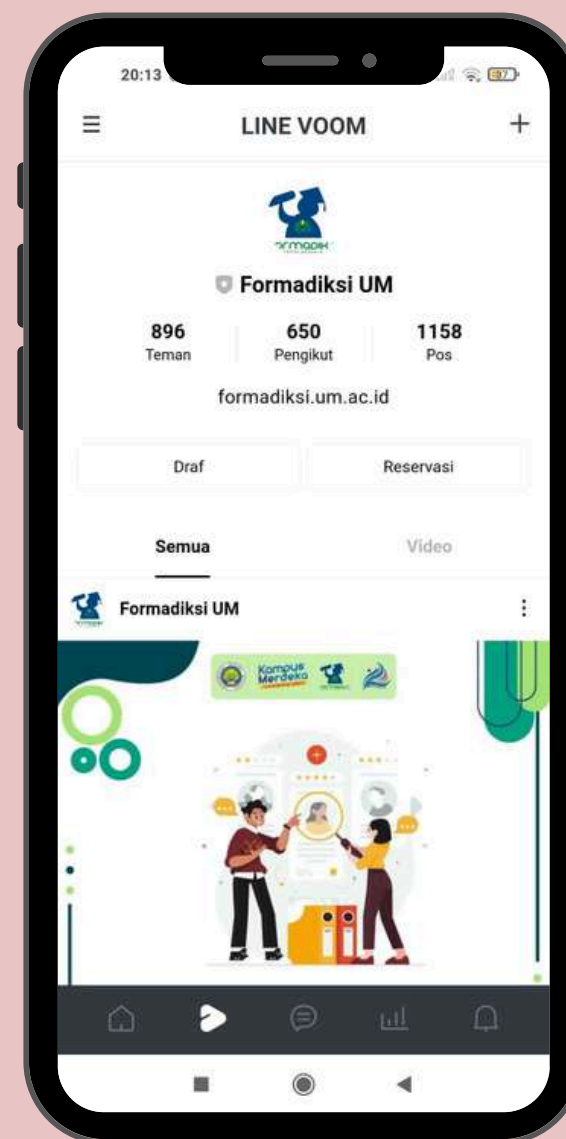 20:13
LINE VOOM
Formadiksi UM
896 650 1158
Teman Pengikut Pos
formadiksi.um.ac.id
Draf Reservasi
Semua Video
Formadiksi UM
Kampus
Merdeka